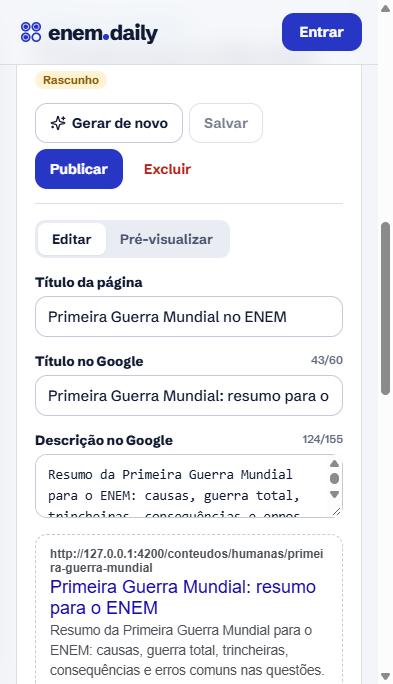 enem.daily
Entrar
Rascunho
Gerar de novo
Salvar
Publicar
Excluir
Editar
Pré-visualizar
Título da página
Primeira Guerra Mundial no ENEM
Título no Google
43/60
Primeira Guerra Mundial: resumo para o
Descrição no Google
124/155
Resumo da Primeira Guerra Mundial
para o ENEM: causas, guerra total,
trincheiras, consequências e erros
http://127.0.0.1:4200/conteudos/humanas/primei
ra-guerra-mundial
Primeira Guerra Mundial: resumo
para o ENEM
Resumo da Primeira Guerra Mundial para o
ENEM: causas, guerra total, trincheiras,
consequências e erros comuns nas questões.